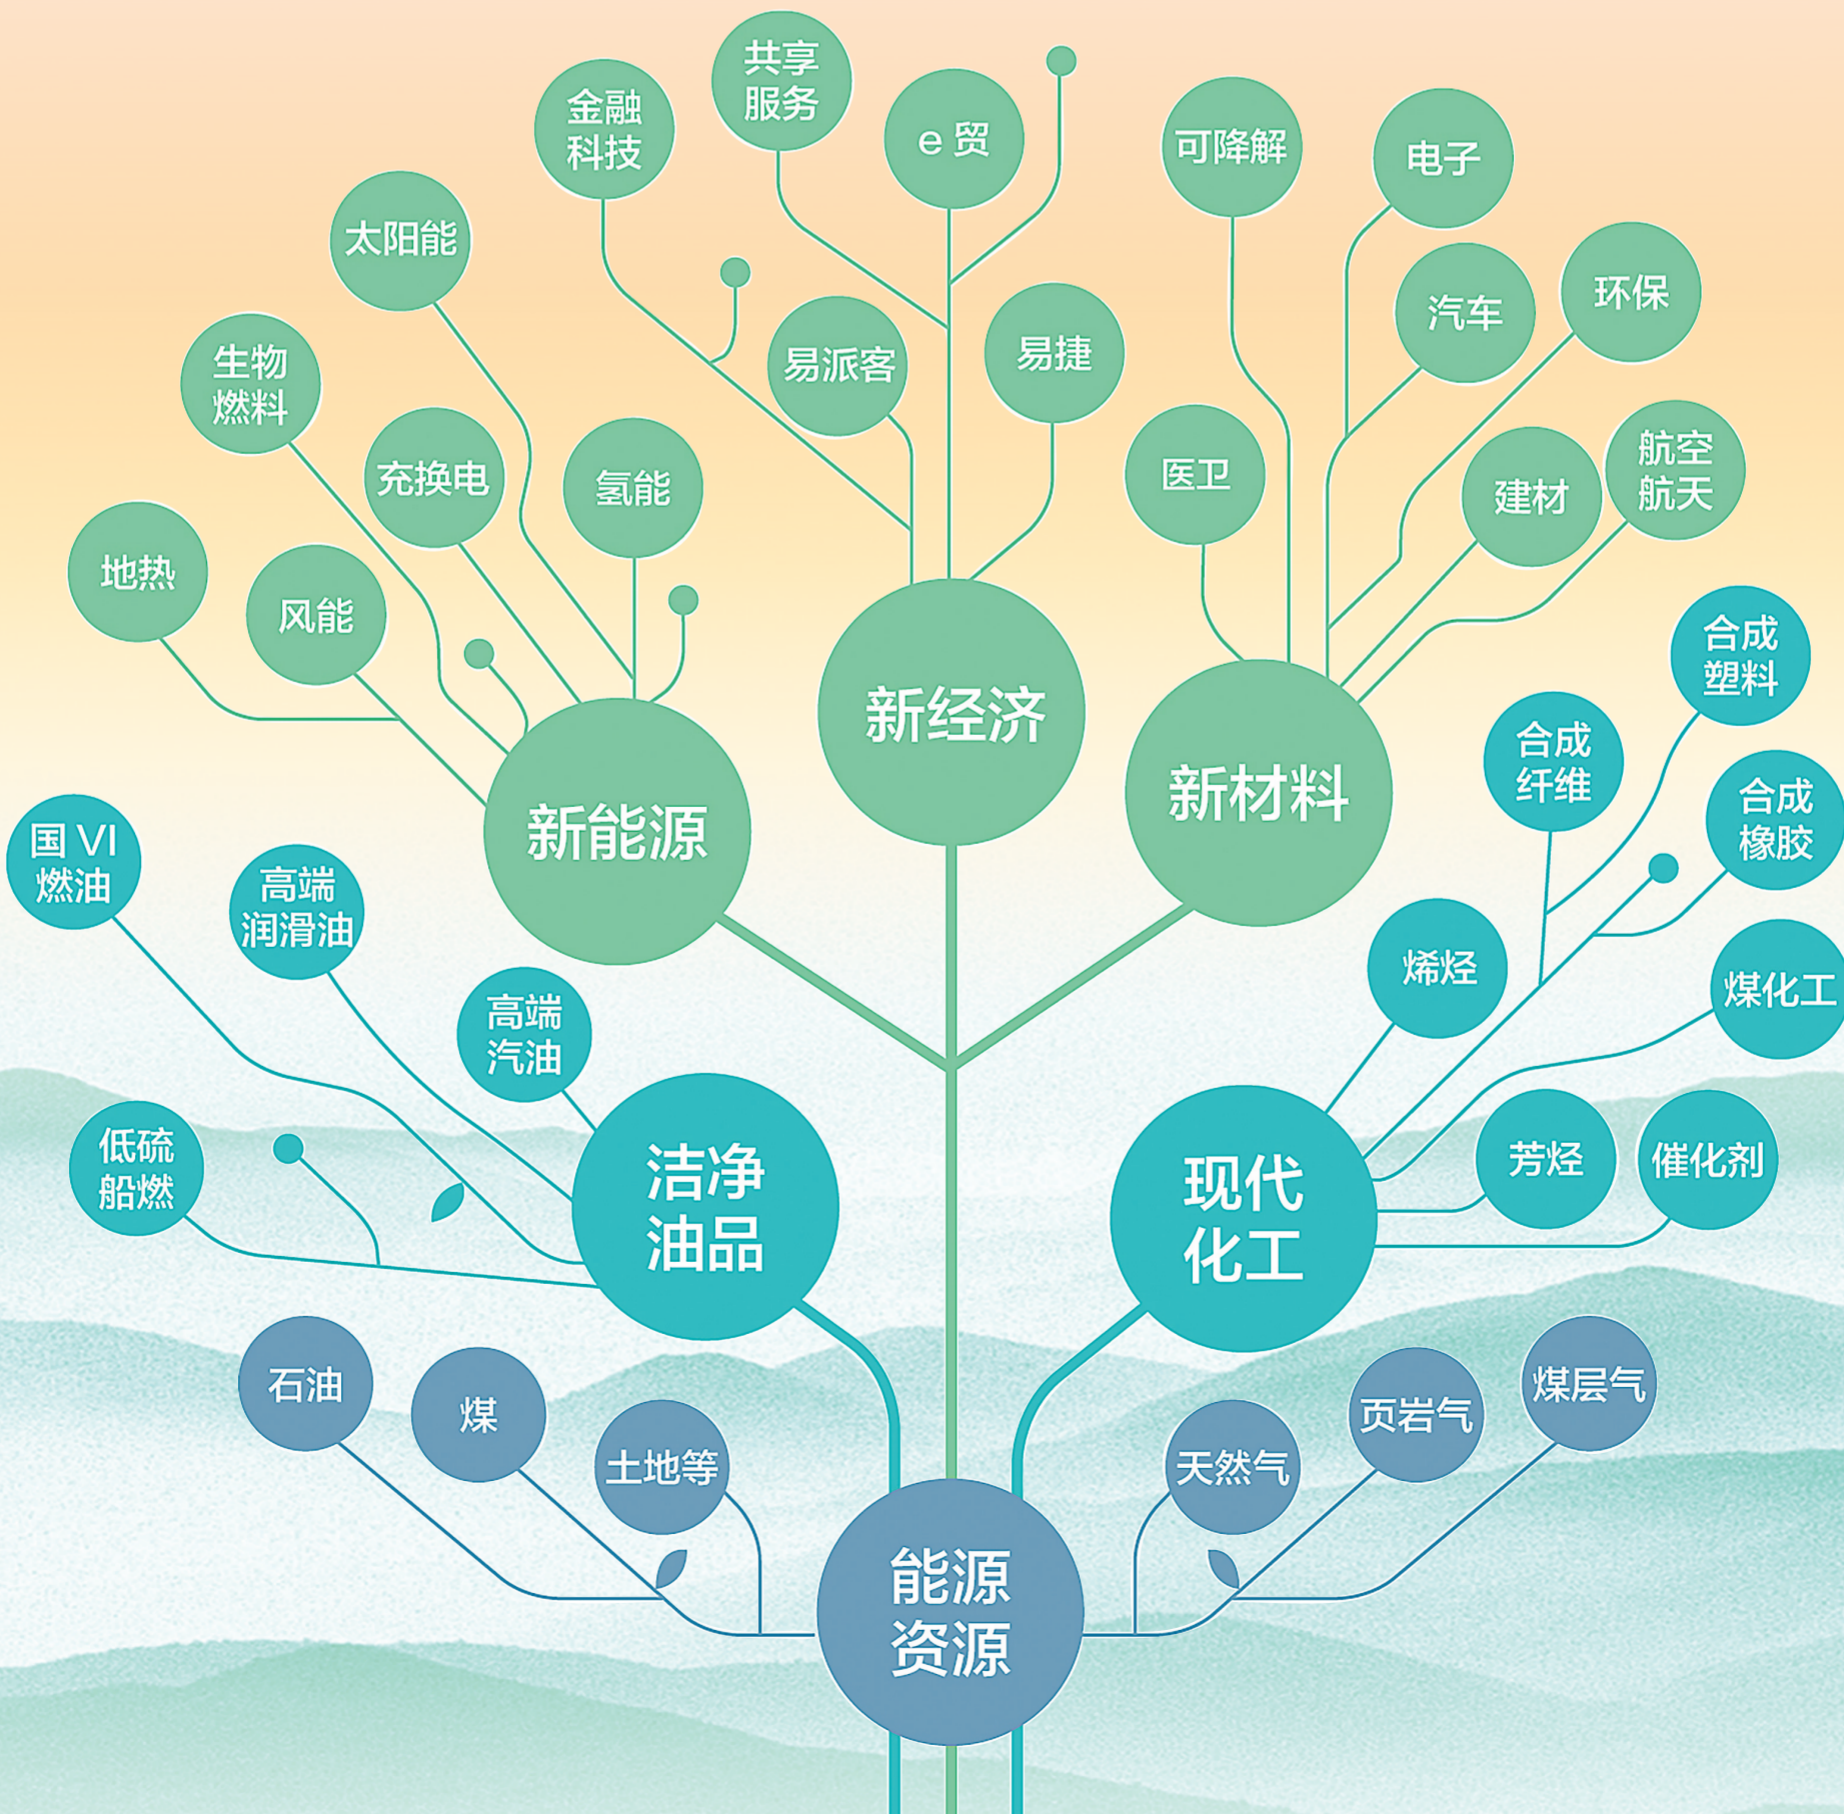 共享
服务
金融
科技
e 贸
可降解
电子
太阳能
环保
汽车
易派客
易捷
生物
燃料
充换电
氢能
医卫
建材
航空
航天
地热
风能
合成
塑料
新经济
合成
纤维
新材料
合成
橡胶
新能源
国 VI
燃油
高端
润滑油
烯烃
煤化工
高端
汽油
低硫
船燃
洁净
油品
现代
化工
芳烃
催化剂
石油
煤
土地等
天然气
页岩气
煤层气
能源
资源